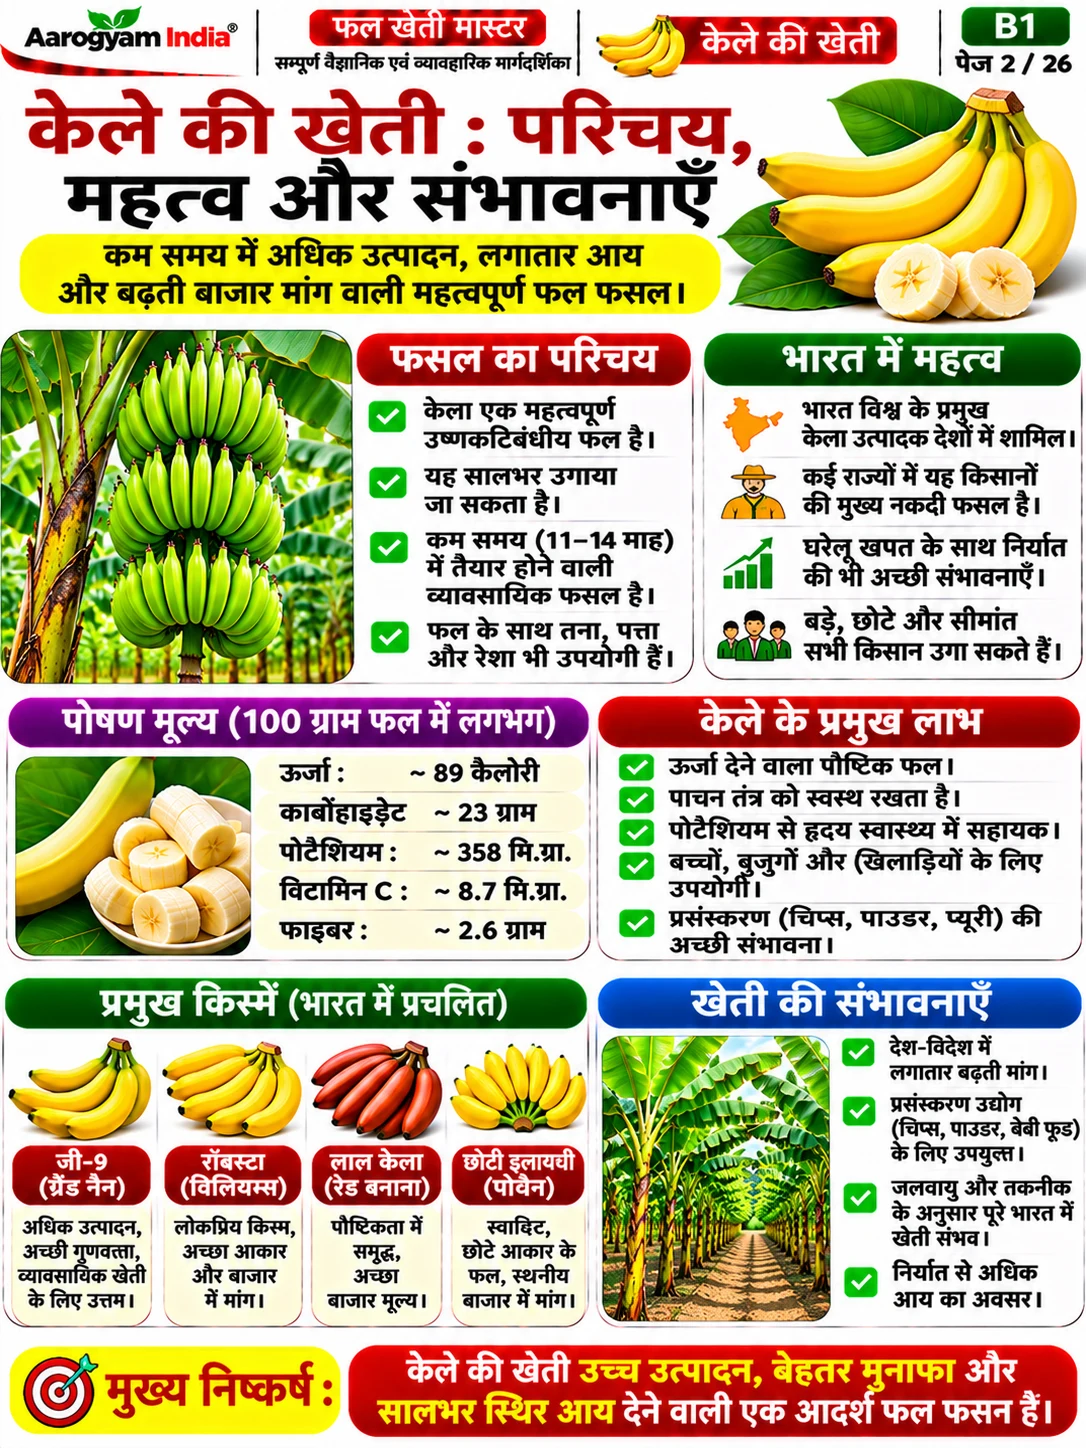 Aarogyam India®
फल खेती मास्टर
सम्पूर्ण वैज्ञानिक एवं व्यावहारिक मार्गदर्शिका
केले की खेती
B1
पेज 2 / 26
केले की खेती : परिचय,
महत्व और संभावनाएँ
कम समय में अधिक उत्पादन, लगातार आय
और बढ़ती बाजार मांग वाली महत्वपूर्ण फल फसल।
फसल का परिचय
केला एक महत्वपूर्ण
उष्णकटिबंधीय फल है।
यह सालभर उगाया
जा सकता है।
कम समय (11–14 माह)
में तैयार होने वाली
व्यावसायिक फसल है।
फल के साथ तना, पत्ता
और रेशा भी उपयोगी हैं।
भारत में महत्व
भारत विश्व के प्रमुख
केला उत्पादक देशों में शामिल।
कई राज्यों में यह किसानों
की मुख्य नकदी फसल है।
घरेलू खपत के साथ निर्यात
की भी अच्छी संभावनाएँ।
बड़े, छोटे और सीमांत
सभी किसान उगा सकते हैं।
पोषण मूल्य (100 ग्राम फल में लगभग)
ऊर्जा : ~ 89 कैलोरी
कार्बोहाइड्रेट ~ 23 ग्राम
पोटैशियम : ~ 358 मि.ग्रा.
विटामिन C : ~ 8.7 मि.ग्रा.
फाइबर : ~ 2.6 ग्राम
केले के प्रमुख लाभ
ऊर्जा देने वाला पौष्टिक फल।
पाचन तंत्र को स्वस्थ रखता है।
पोटैशियम से हृदय स्वास्थ्य में सहायक।
बच्चों, बुजुगों और (खिलाड़ियों के लिए
उपयोगी।
प्रसंस्करण (चिप्स, पाउडर, प्यूरी) की
अच्छी संभावना।
प्रमुख किस्में (भारत में प्रचलित)
जी-9
(ग्रैंड नैन)
अधिक उत्पादन,
अच्छी गुणवत्ता,
व्यावसायिक खेती
के लिए उत्तम।
रॉबस्टा
(विलियम्स)
लोकप्रिय किस्म,
अच्छा आकार
और बाजार
में मांग।
लाल केला
(रेड बनाना)
पौष्टिकता में
अच्छा
बाजार मूल्य।
छोटी इलायची
(पोवैन)
छोटे आकार के
फल, स्थनीय
बाजार में मांग।
खेती की संभावनाएँ
देश-विदेश में
लगातार बढ़ती मांग।
प्रसंस्करण उद्योग
(चिप्स, पाउडर, बेबी फूड)
के लिए उपयुक्त।
जलवायु और तकनीक
के अनुसार पूरे भारत में
खेती संभव।
निर्यात से अधिक
आय का अवसर।
मुख्य निष्कर्ष :
केले की खेती उच्च उत्पादन, बेहतर मुनाफा और
सालभर स्थिर आय देने वाली एक आदर्श फल फसन हैं।